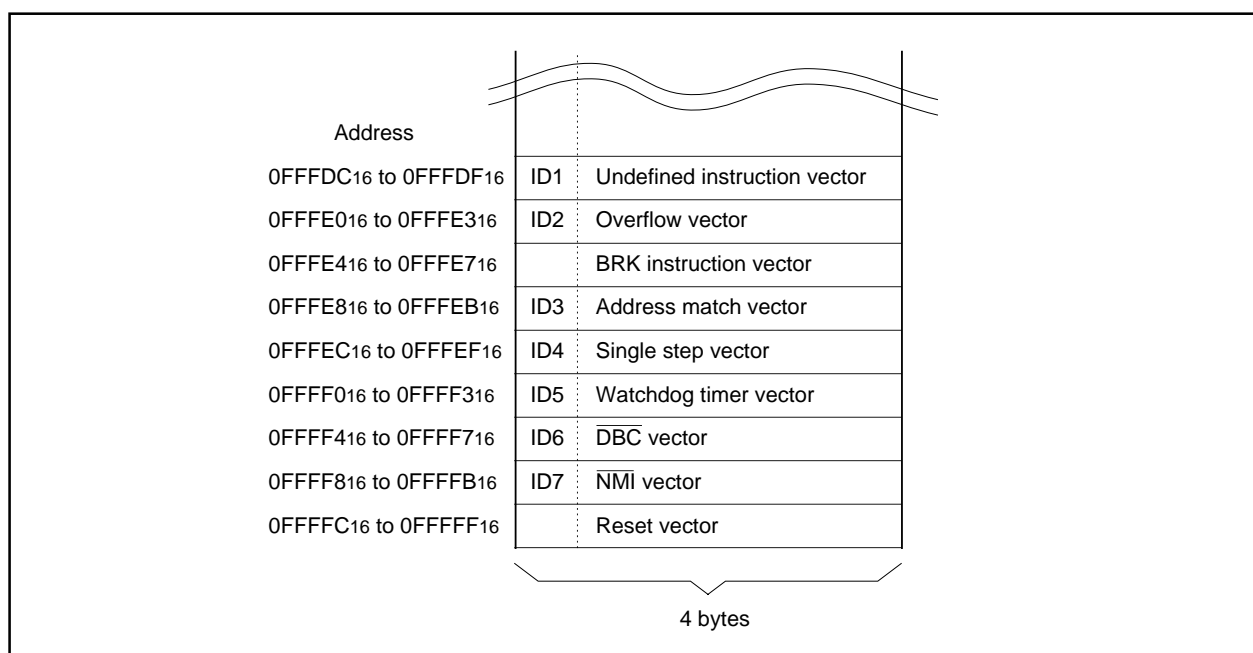 Address
0FFFDC16 to 0FFFDF16 ID1 Undefined instruction vector
0FFFE016 to 0FFFE316 ID2 Overflow vector
0FFFE416 to 0FFFE716 BRK instruction vector
0FFFE816 to 0FFFEB16 ID3 Address match vector
0FFFEC16 to 0FFFEF16 ID4 Single step vector
0FFFF016 to 0FFFF316 ID5 Watchdog timer vector
0FFFF416 to 0FFFF716 ID6 D̅B̅C̅ vector
0FFFF816 to 0FFFFB16 ID7 N̅M̅I̅ vector
0FFFFC16 to 0FFFFF16 Reset vector
4 bytes